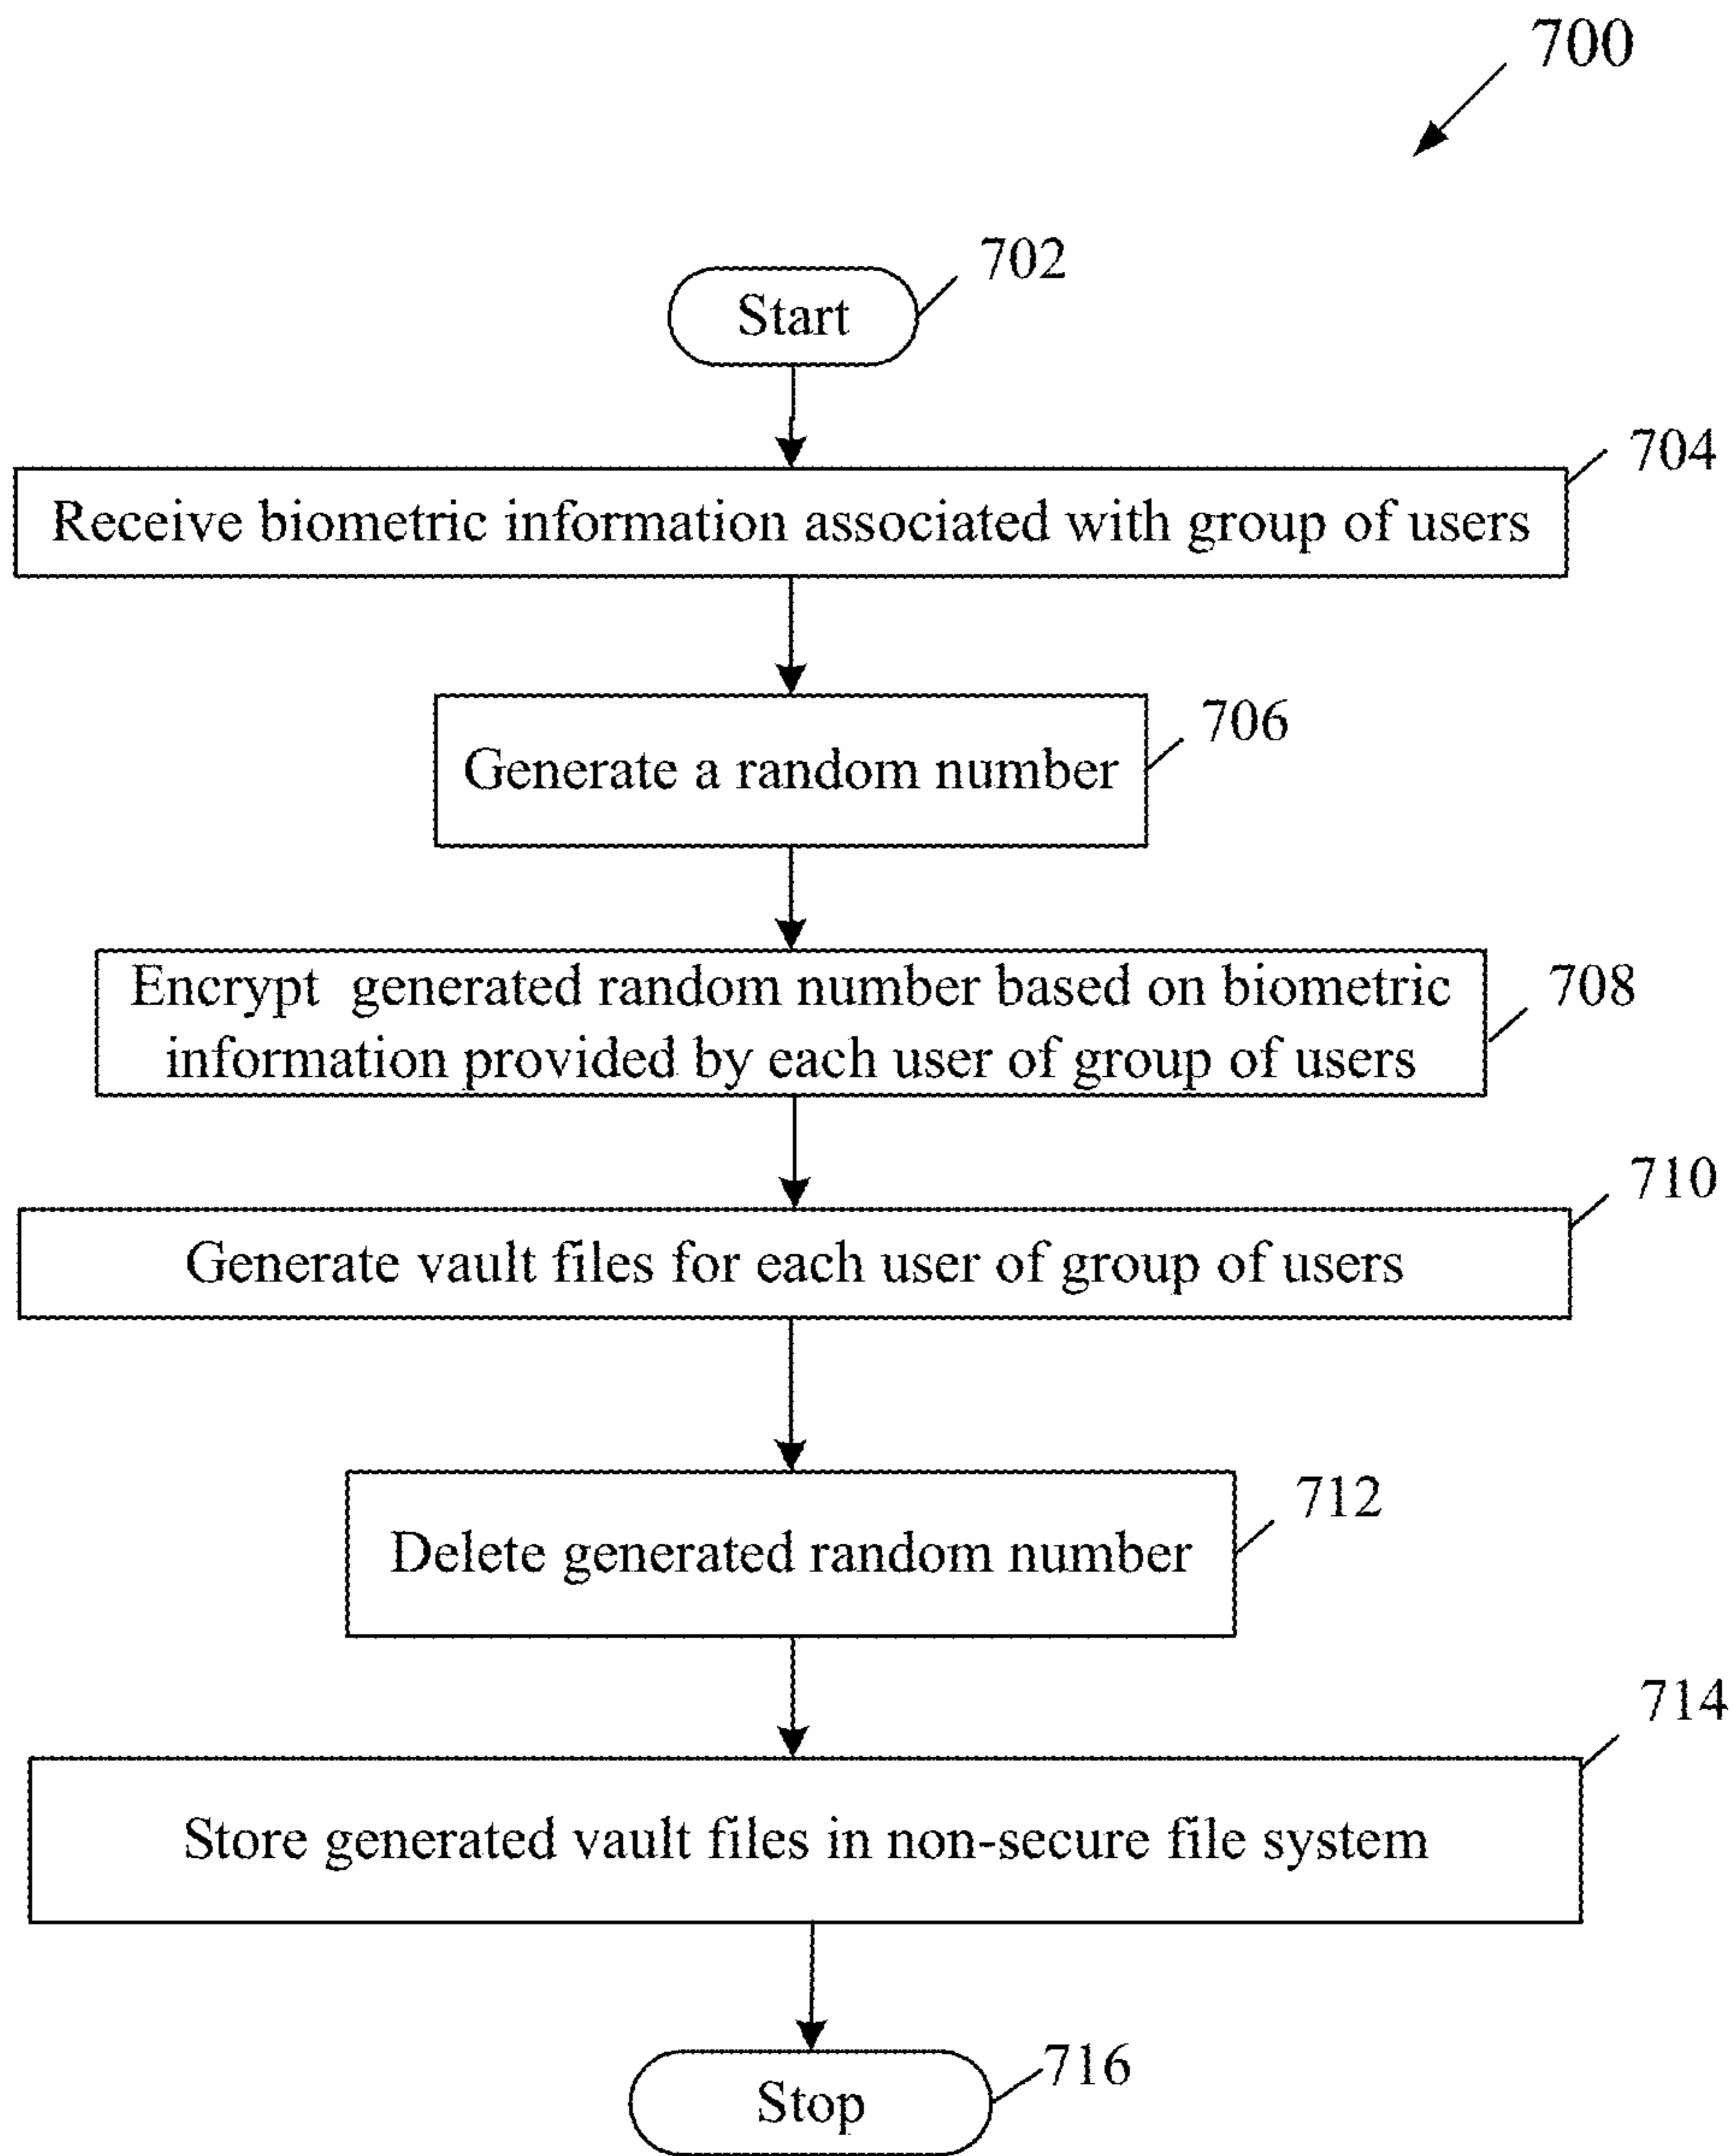 700
702
Start
704
Receive biometric information associated with group of users
706
Generate a random number
Encrypt generated random number based on biometric
708
information provided by each user of group of users
710
Generate vault files for each user of group of users
712
Delete generated random number
714
Store generated vault files in non-secure file system
716
Stop